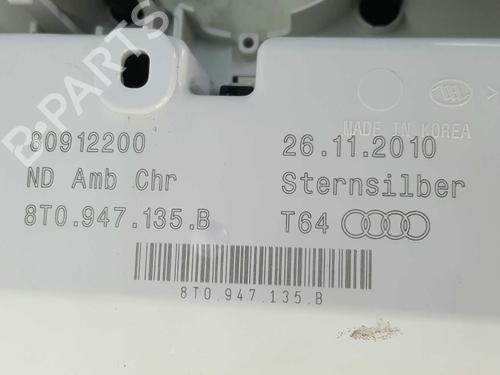 B-PARTS
MADE IN KOREA
80912200
26.11.2010
ND Amb Chr
Sternsilber
8T0.947.135.B
T64
8T0.947.135.B